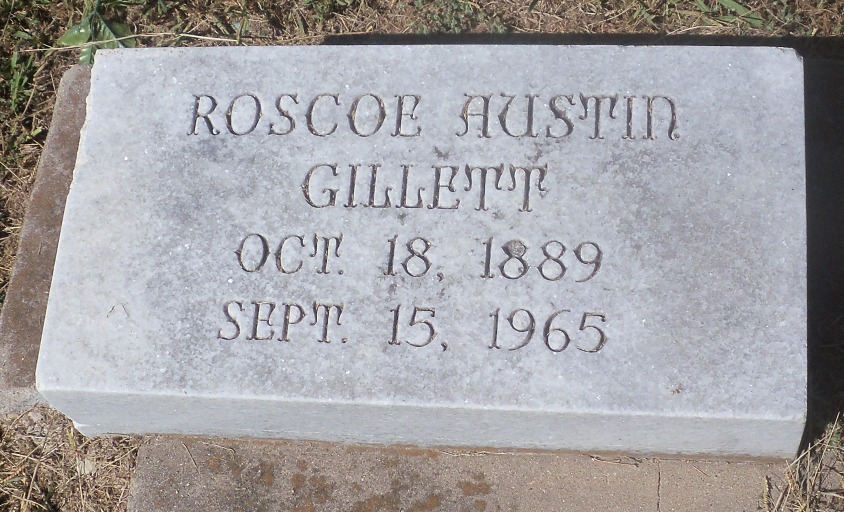 ROSCOE AUSTIN
GILLETT
OCT. 18, 1889
SEPT. 15, 1965